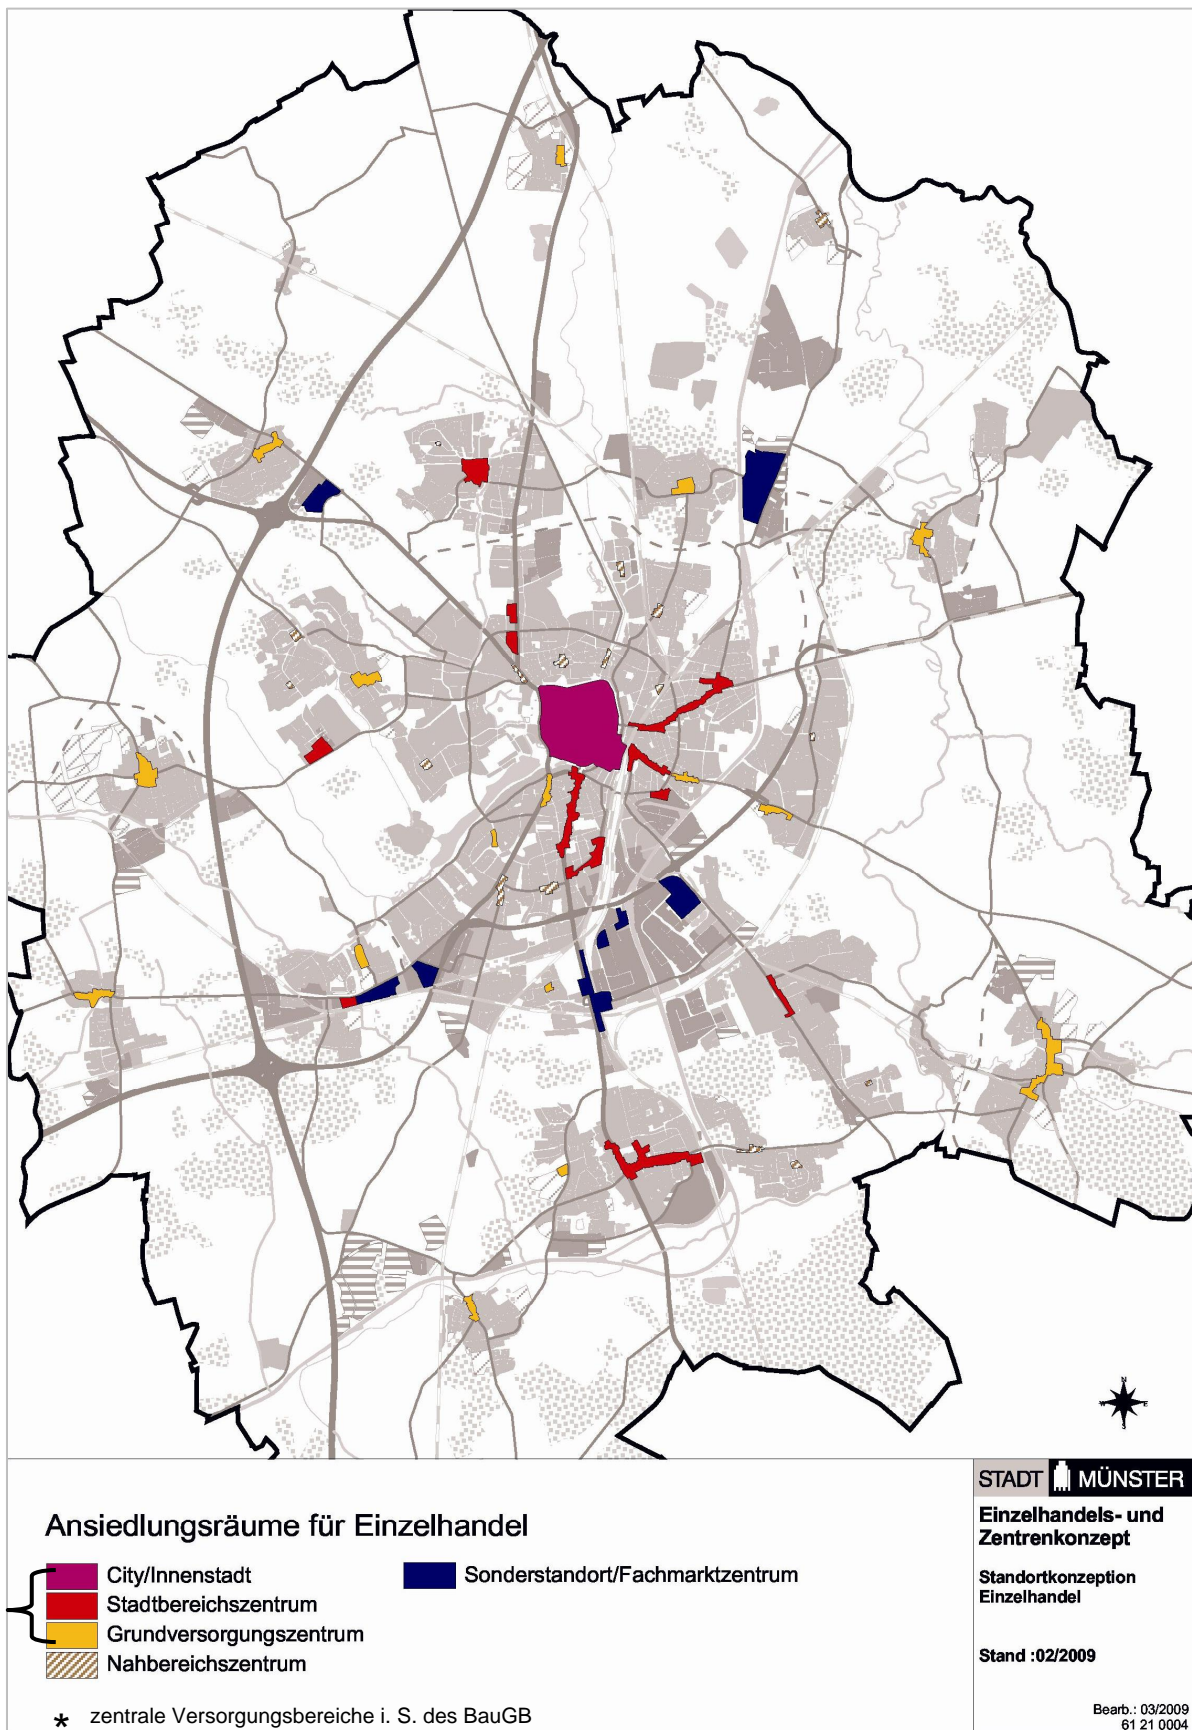 N
W E
S
STADT MÜNSTER
Einzelhandels- und
Zentrenkonzept
Standortkonzeption
Einzelhandel
Stand :02/2009
Bearb.: 03/2009
61 21 0004
Ansiedlungsräume für Einzelhandel
City/Innenstadt
Stadtbereichszentrum
Grundversorgungszentrum
Nahbereichszentrum
Sonderstandort/Fachmarktzentrum
* zentrale Versorgungsbereiche i. S. des BauGB